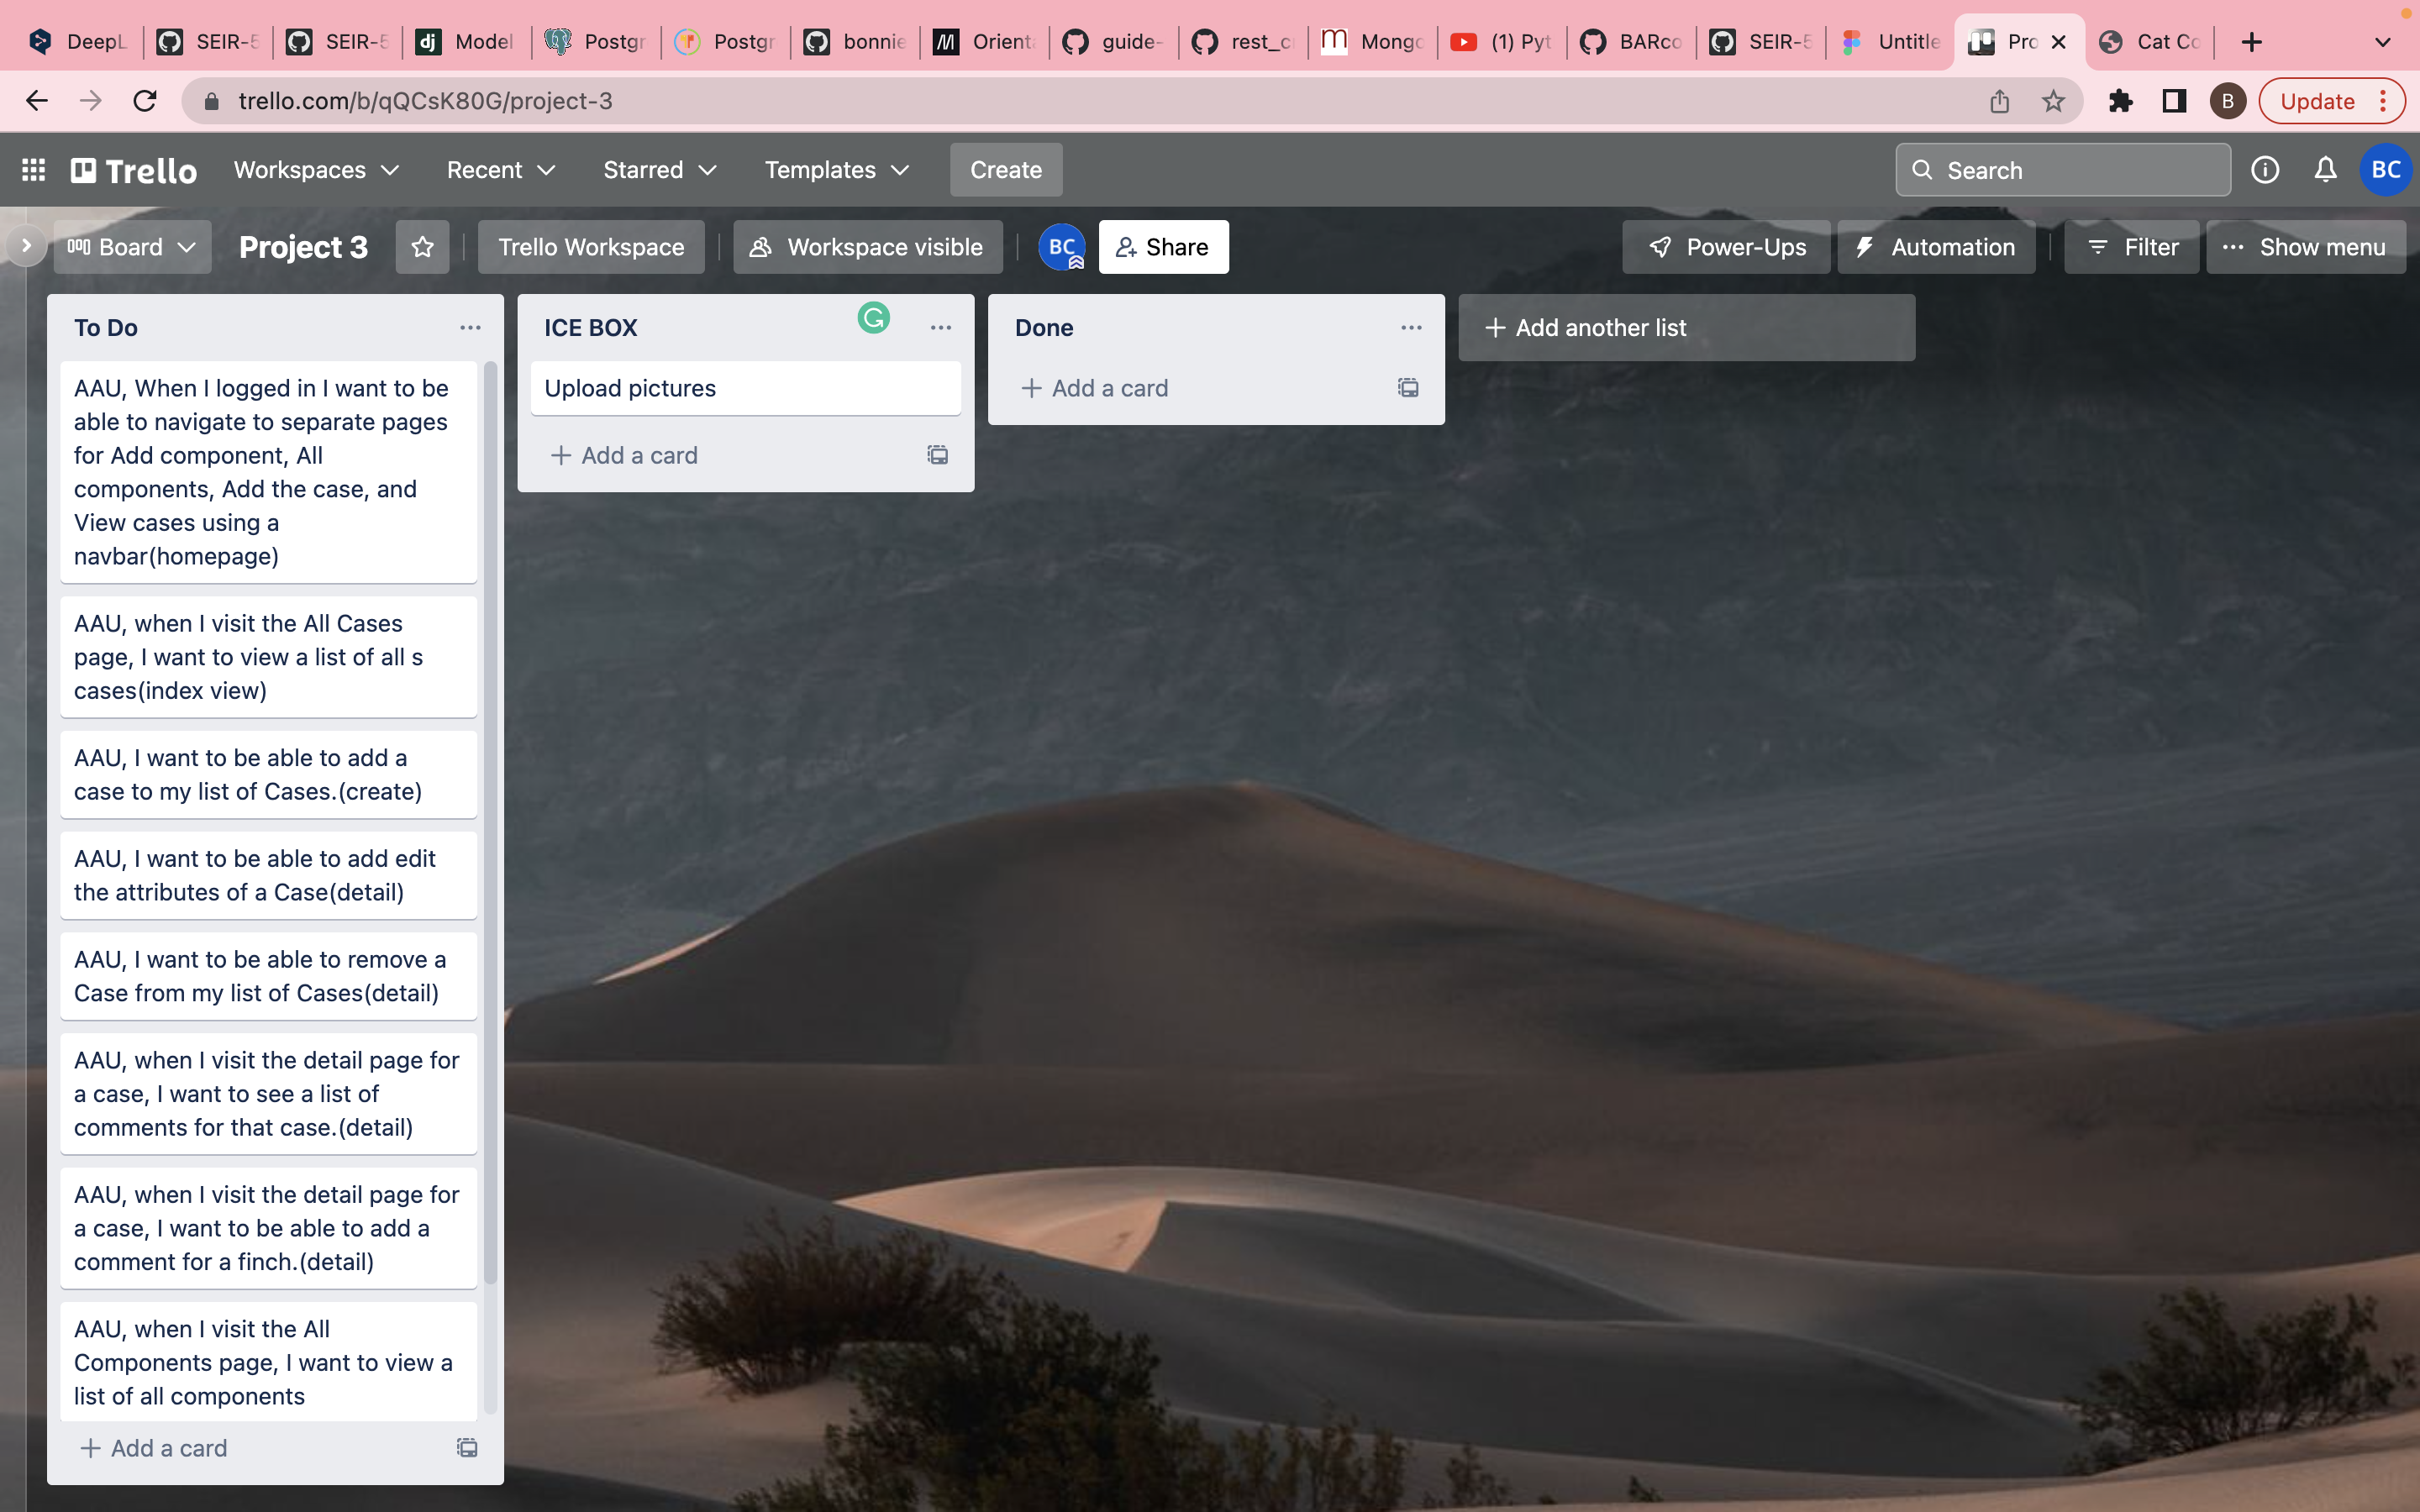 DeepL SEIR-5 SEIR-5 Model Postgr Postgr bonnie Orient guide- rest_c Mongo (1) Pyt BARco SEIR-5 Untitle Pro Cat Co
trello.com/b/qQCsK80G/project-3 B Update
Trello Workspaces Recent Starred Templates Create Search BC
Board Project 3 Trello Workspace Workspace visible BC Share Power-Ups Automation Filter Show menu
To Do
AAU, When I logged in I want to be
able to navigate to separate pages
for Add component, All
components, Add the case, and
View cases using a
navbar(homepage)
AAU, when I visit the All Cases
page, I want to view a list of all s
cases(index view)
AAU, I want to be able to add a
case to my list of Cases.(create)
AAU, I want to be able to add edit
the attributes of a Case(detail)
AAU, I want to be able to remove a
Case from my list of Cases(detail)
AAU, when I visit the detail page for
a case, I want to see a list of
comments for that case.(detail)
AAU, when I visit the detail page for
a case, I want to be able to add a
comment for a finch.(detail)
AAU, when I visit the All
Components page, I want to view a
list of all components
Add a card
ICE BOX
Upload pictures
Add a card
Done
Add a card
Add another list